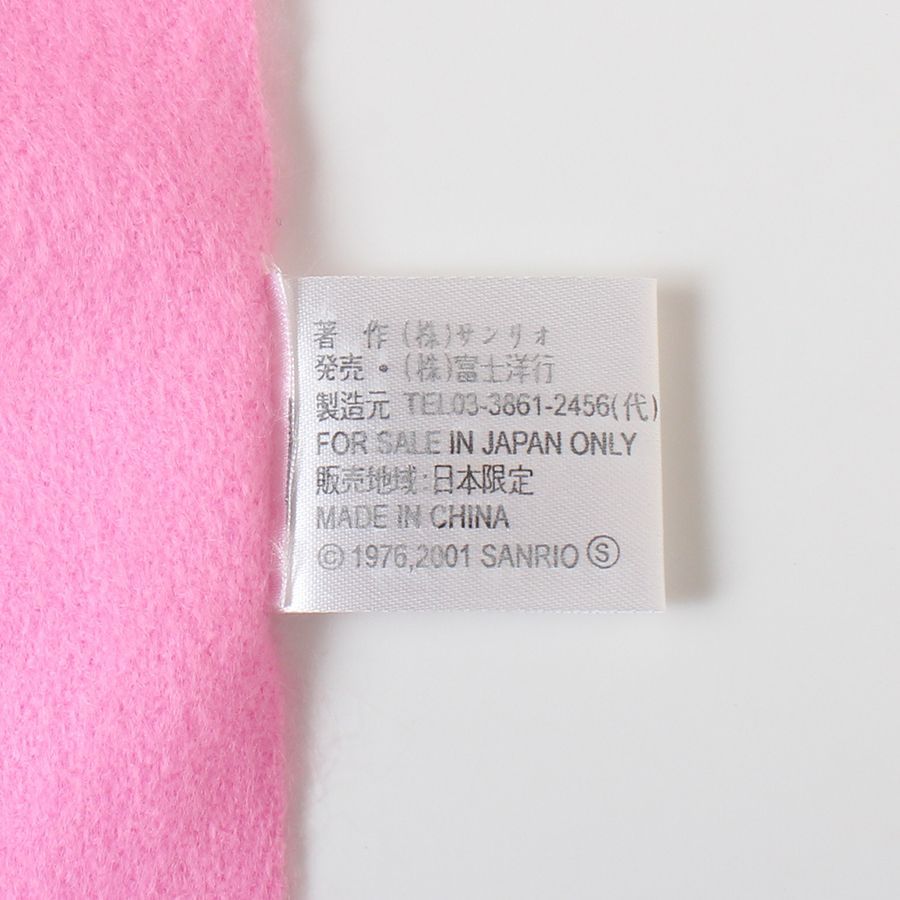 著 作 (株)サンリオ
発売・ (株)富士洋行
製造元 TEL03-3861-2456(代)
FOR SALE IN JAPAN ONLY
販売地域:日本限定
MADE IN CHINA
© 1976,2001 SANRIO Ⓢ